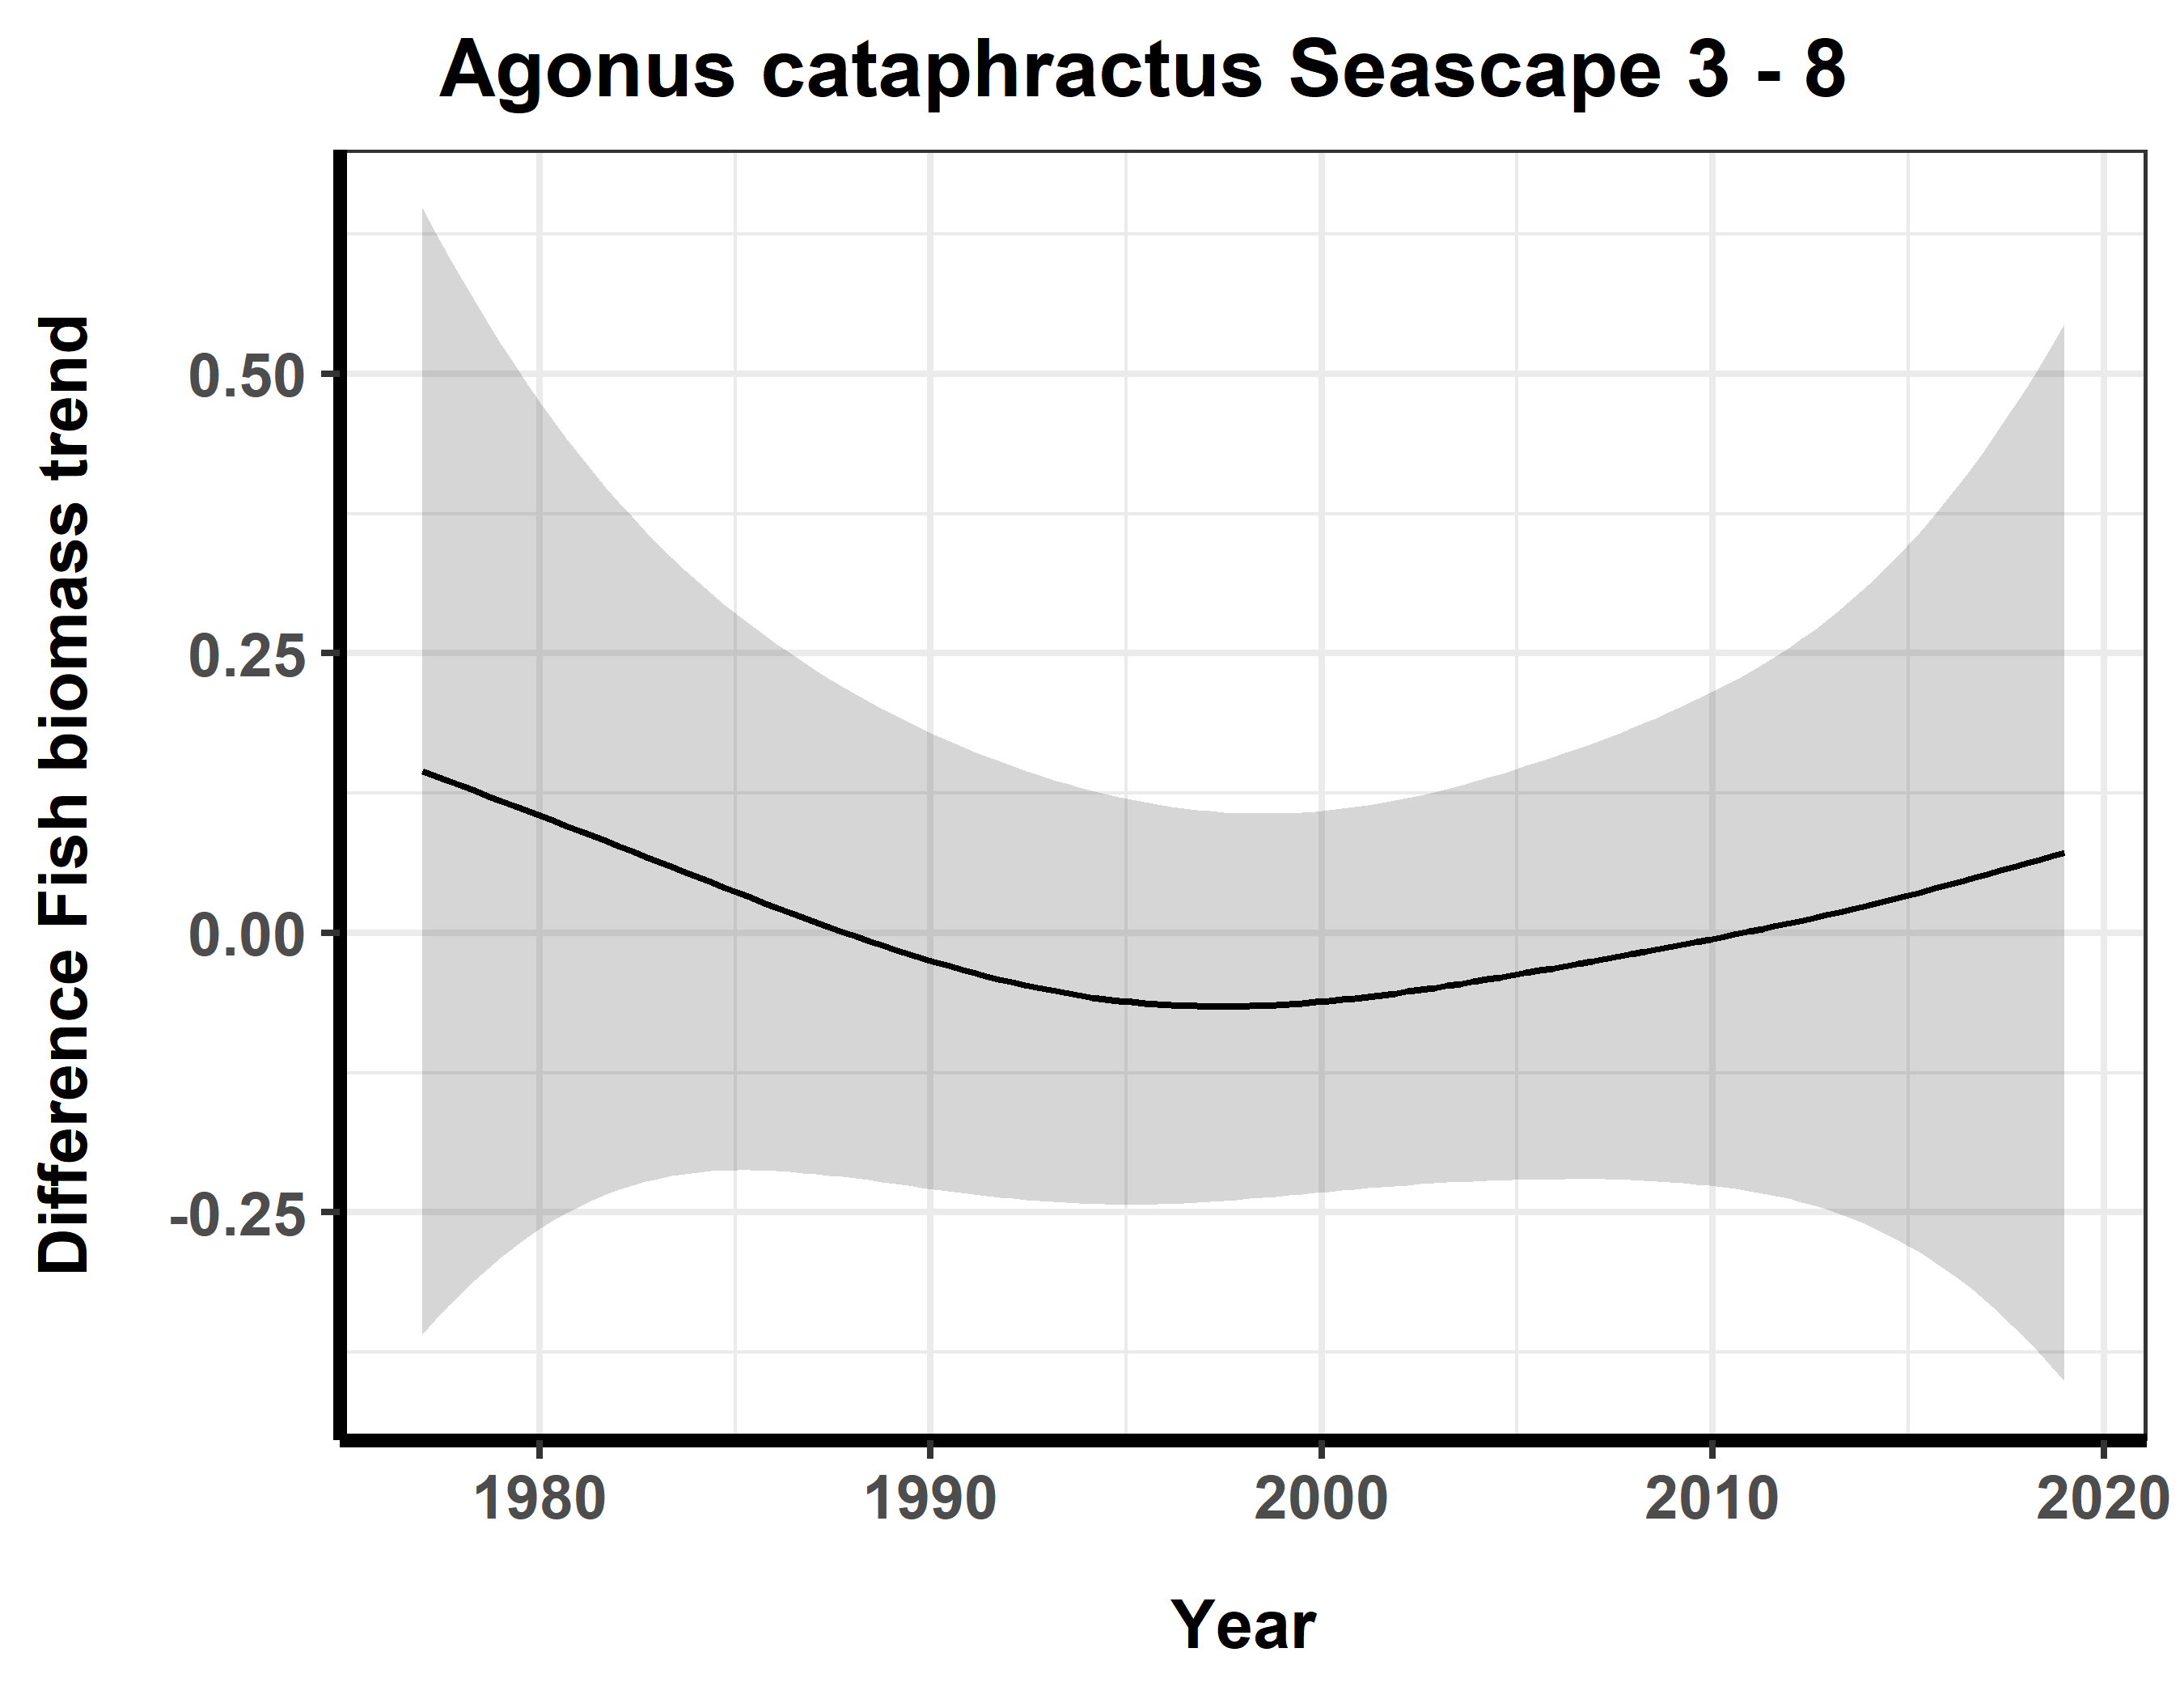 Agonus cataphractus Seascape 3 - 8
Difference Fish biomass trend
0.50
0.25
0.00
-0.25
1980 1990 2000 2010 2020
Year